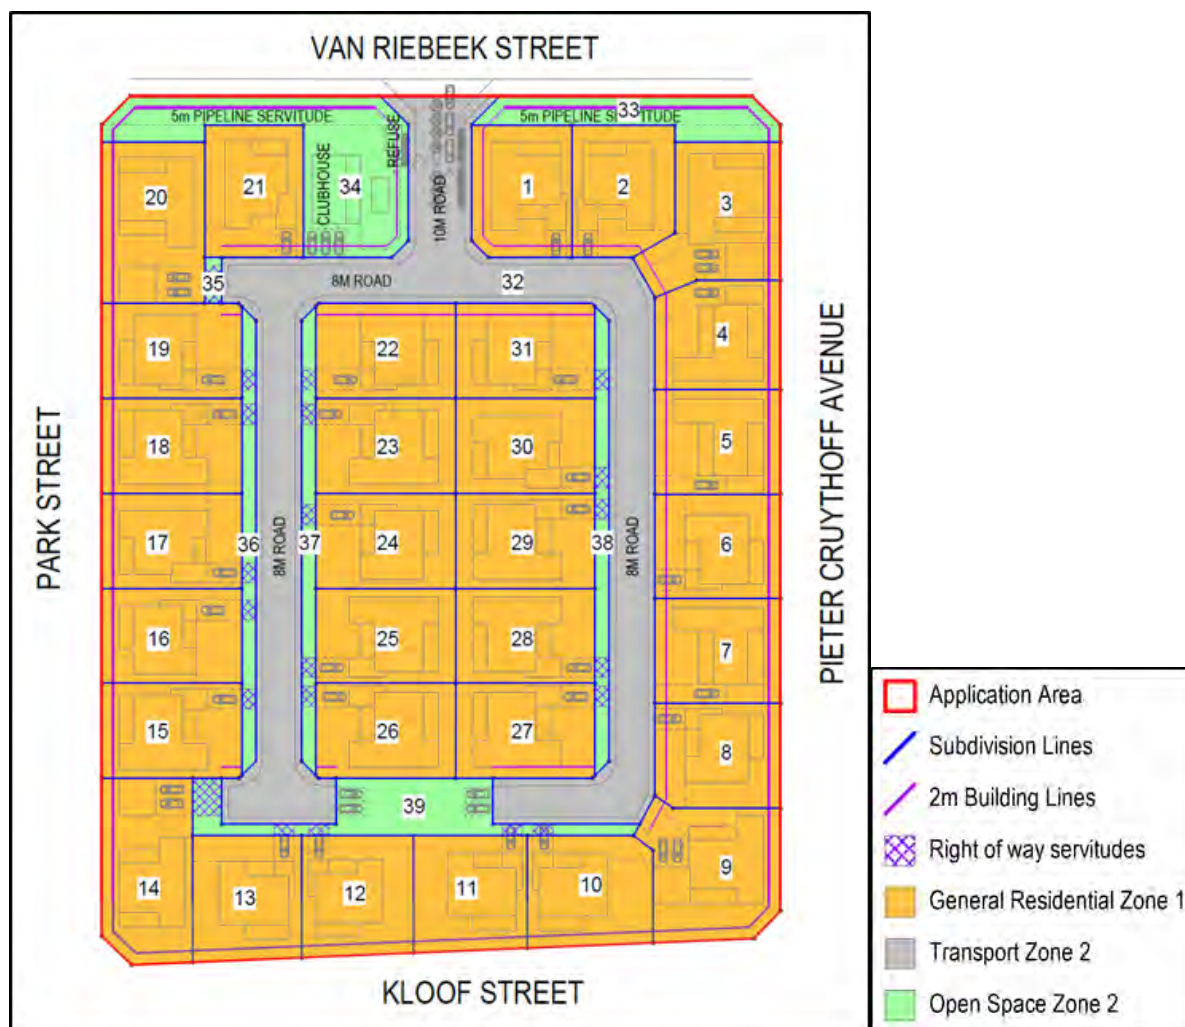 VAN RIEBEEK STREET
5m PIPELINE SERVITUDE
5m PIPELINE SERVITUDE
33
REFUSE
CLUBHOUSE
10M ROAD
20
21
34
1
2
3
35
8M ROAD
32
4
19
22
31
PARK STREET
PIETER CRUYTHOFF AVENUE
18
23
30
5
17
36
8M ROAD
37
24
29
38
8M ROAD
6
16
25
28
7
15
26
27
8
39
14
13
12
11
10
9
KLOOF STREET
Application Area
Subdivision Lines
2m Building Lines
Right of way servitudes
General Residential Zone 1
Transport Zone 2
Open Space Zone 2